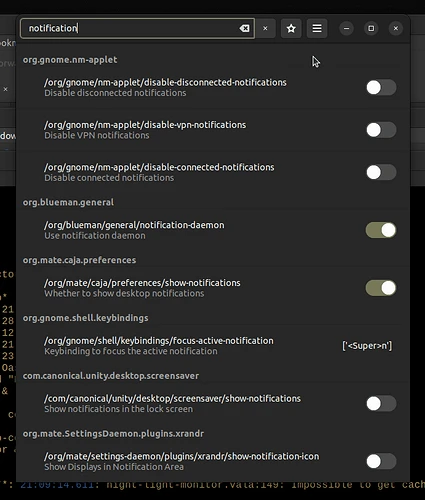 notification
org.gnome.nm-applet
/org/gnome/nm-applet/disable-disconnected-notifications
Disable disconnected notifications
/org/gnome/nm-applet/disable-vpn-notifications
Disable VPN notifications
/org/gnome/nm-applet/disable-connected-notifications
Disable connected notifications
org.blueman.general
/org/blueman/general/notification-daemon
Use notification daemon
org.mate.caja.preferences
/org/mate/caja/preferences/show-notifications
Whether to show desktop notifications
org.gnome.shell.keybindings
/org/gnome/shell/keybindings/focus-active-notification
Keybinding to focus the active notification
['<Super>n']
com.canonical.unity.desktop.screensaver
/com/canonical/unity/desktop/screensaver/show-notifications
Show notifications in the lock screen
org.mate.SettingsDaemon.plugins.xrandr
/org/mate/settings-daemon/plugins/xrandr/show-notification-icon
Show Displays in Notification Area
21:09:14.611: night-light-monitor.vala:149: Impossible to get cach